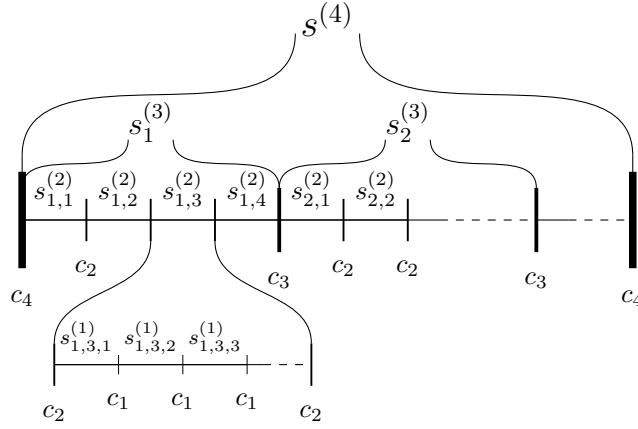 s^{(4)}
s_1^{(3)} s_2^{(3)}
s_{1,1}^{(2)} s_{1,2}^{(2)} s_{1,3}^{(2)} s_{1,4}^{(2)} s_{2,1}^{(2)} s_{2,2}^{(2)}
c_2 c_3 c_2 c_2 c_3
c_4 c_4
s_{1,3,1}^{(1)} s_{1,3,2}^{(1)} s_{1,3,3}^{(1)}
c_2 c_1 c_1 c_1 c_2